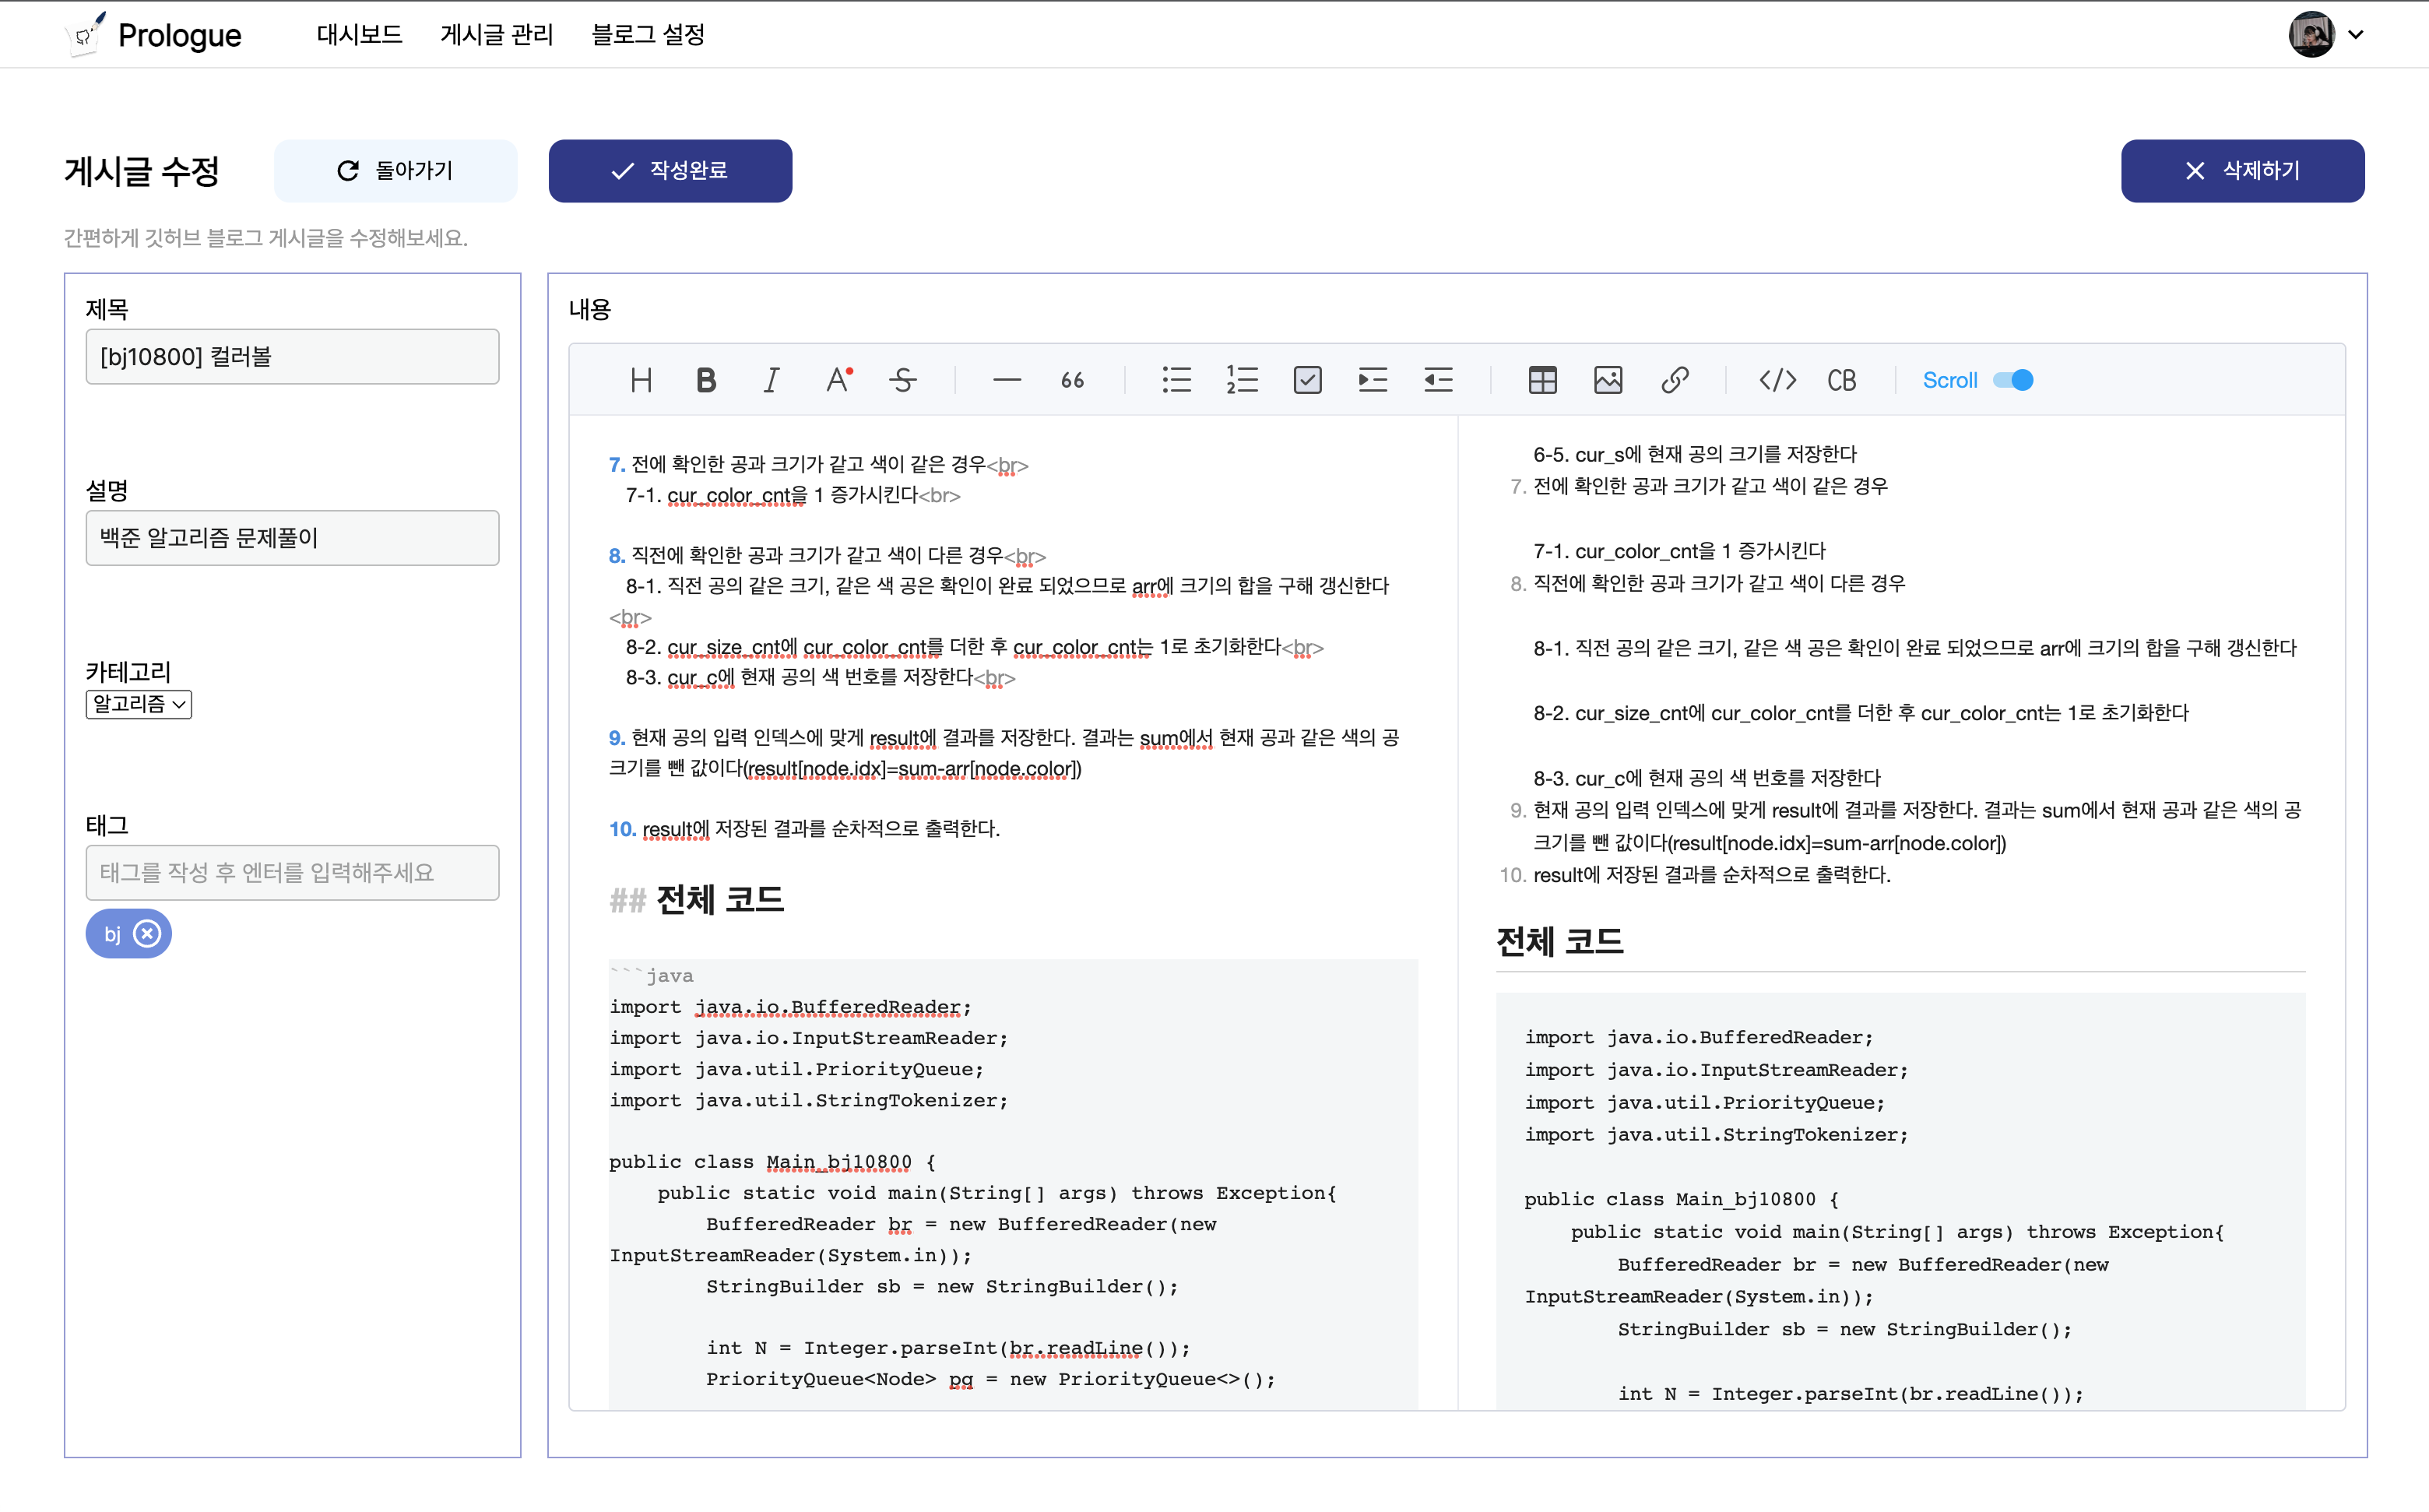 Prologue 대시보드 게시글 관리 블로그 설정
게시글 수정 돌아가기 작성완료 삭제하기
간편하게 깃허브 블로그 게시글을 수정해보세요.
제목
[bj10800] 컬러볼
설명
백준 알고리즘 문제풀이
카테고리
알고리즘
태그
태그를 작성 후 엔터를 입력해주세요
bj
내용
H B I A S — 66 </> CB Scroll
7. 전에 확인한 공과 크기가 같고 색이 같은 경우<br>
7-1. cur_color_cnt을 1 증가시킨다<br>
8. 직전에 확인한 공과 크기가 같고 색이 다른 경우<br>
8-1. 직전 공의 같은 크기, 같은 색 공은 확인이 완료 되었으므로 arr에 크기의 합을 구해 갱신한다
<br>
8-2. cur_size_cnt에 cur_color_cnt를 더한 후 cur_color_cnt는 1로 초기화한다<br>
8-3. cur_c에 현재 공의 색 번호를 저장한다<br>
9. 현재 공의 입력 인덱스에 맞게 result에 결과를 저장한다. 결과는 sum에서 현재 공과 같은 색의 공
크기를 뺀 값이다(result[node.idx]=sum-arr[node.color])
10. result에 저장된 결과를 순차적으로 출력한다.
## 전체 코드
```java
import java.io.BufferedReader;
import java.io.InputStreamReader;
import java.util.PriorityQueue;
import java.util.StringTokenizer;
public class Main_bj10800 {
public static void main(String[] args) throws Exception{
BufferedReader br = new BufferedReader(new
InputStreamReader(System.in));
StringBuilder sb = new StringBuilder();
int N = Integer.parseInt(br.readLine());
PriorityQueue<Node> pq = new PriorityQueue<>();
6-5. cur_s에 현재 공의 크기를 저장한다
7. 전에 확인한 공과 크기가 같고 색이 같은 경우
7-1. cur_color_cnt을 1 증가시킨다
8. 직전에 확인한 공과 크기가 같고 색이 다른 경우
8-1. 직전 공의 같은 크기, 같은 색 공은 확인이 완료 되었으므로 arr에 크기의 합을 구해 갱신한다
8-2. cur_size_cnt에 cur_color_cnt를 더한 후 cur_color_cnt는 1로 초기화한다
8-3. cur_c에 현재 공의 색 번호를 저장한다
9. 현재 공의 입력 인덱스에 맞게 result에 결과를 저장한다. 결과는 sum에서 현재 공과 같은 색의 공
크기를 뺀 값이다(result[node.idx]=sum-arr[node.color])
10. result에 저장된 결과를 순차적으로 출력한다.
전체 코드
import java.io.BufferedReader;
import java.io.InputStreamReader;
import java.util.PriorityQueue;
import java.util.StringTokenizer;
public class Main_bj10800 {
public static void main(String[] args) throws Exception{
BufferedReader br = new BufferedReader(new
InputStreamReader(System.in));
StringBuilder sb = new StringBuilder();
int N = Integer.parseInt(br.readLine());